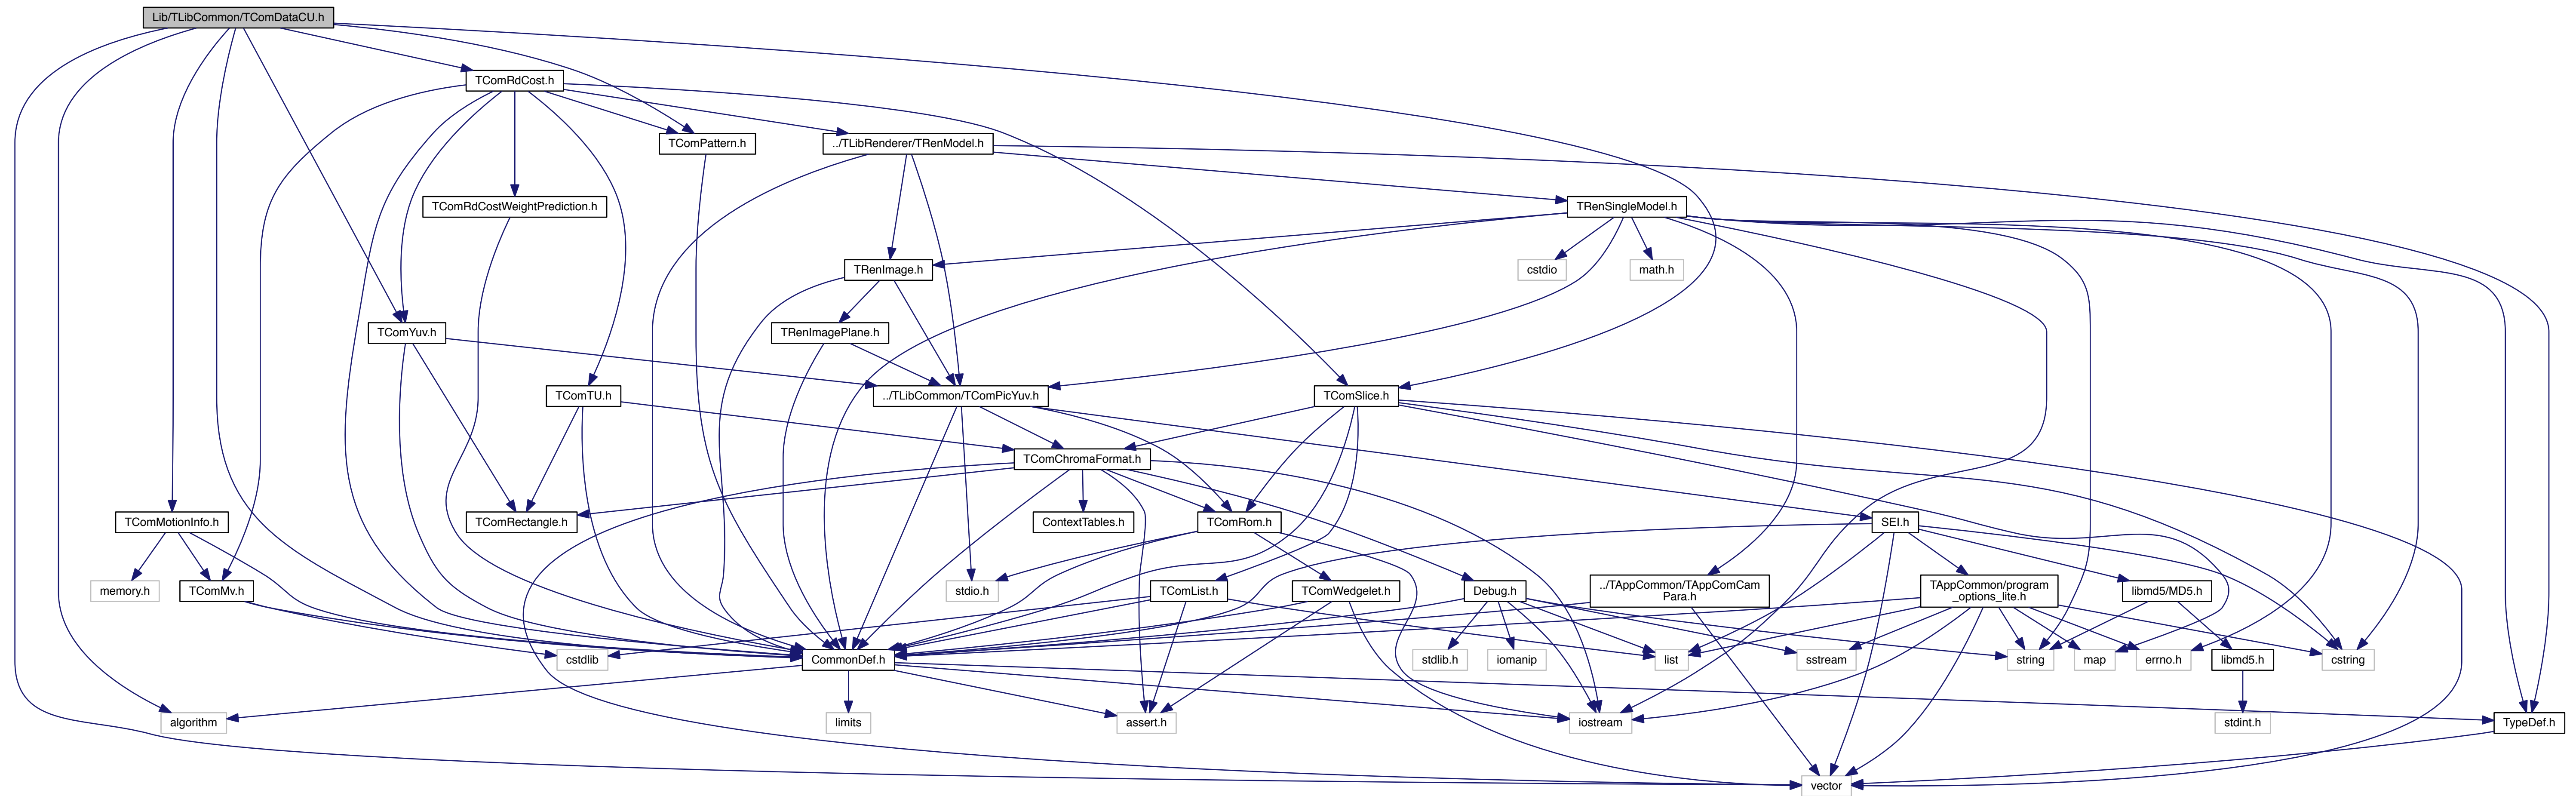 Lib/TLibCommon/TComDataCU.h
TComRdCost.h
TComPattern.h
../TLibRenderer/TRenModel.h
TComRdCostWeightPrediction.h
TRenSingleModel.h
TRenImage.h
cstdio
math.h
TComYuv.h
TRenImagePlane.h
TComTU.h
../TLibCommon/TComPicYuv.h
TComSlice.h
TComChromaFormat.h
TComMotionInfo.h
TComRectangle.h
ContextTables.h
TComRom.h
SEI.h
memory.h
TComMv.h
stdio.h
TComList.h
TComWedgelet.h
Debug.h
../TAppCommon/TAppComCam
Para.h
TAppCommon/program
_options_lite.h
libmd5/MD5.h
cstdlib
CommonDef.h
stdlib.h
iomanip
list
sstream
string
map
errno.h
libmd5.h
cstring
algorithm
limits
assert.h
iostream
stdint.h
TypeDef.h
vector